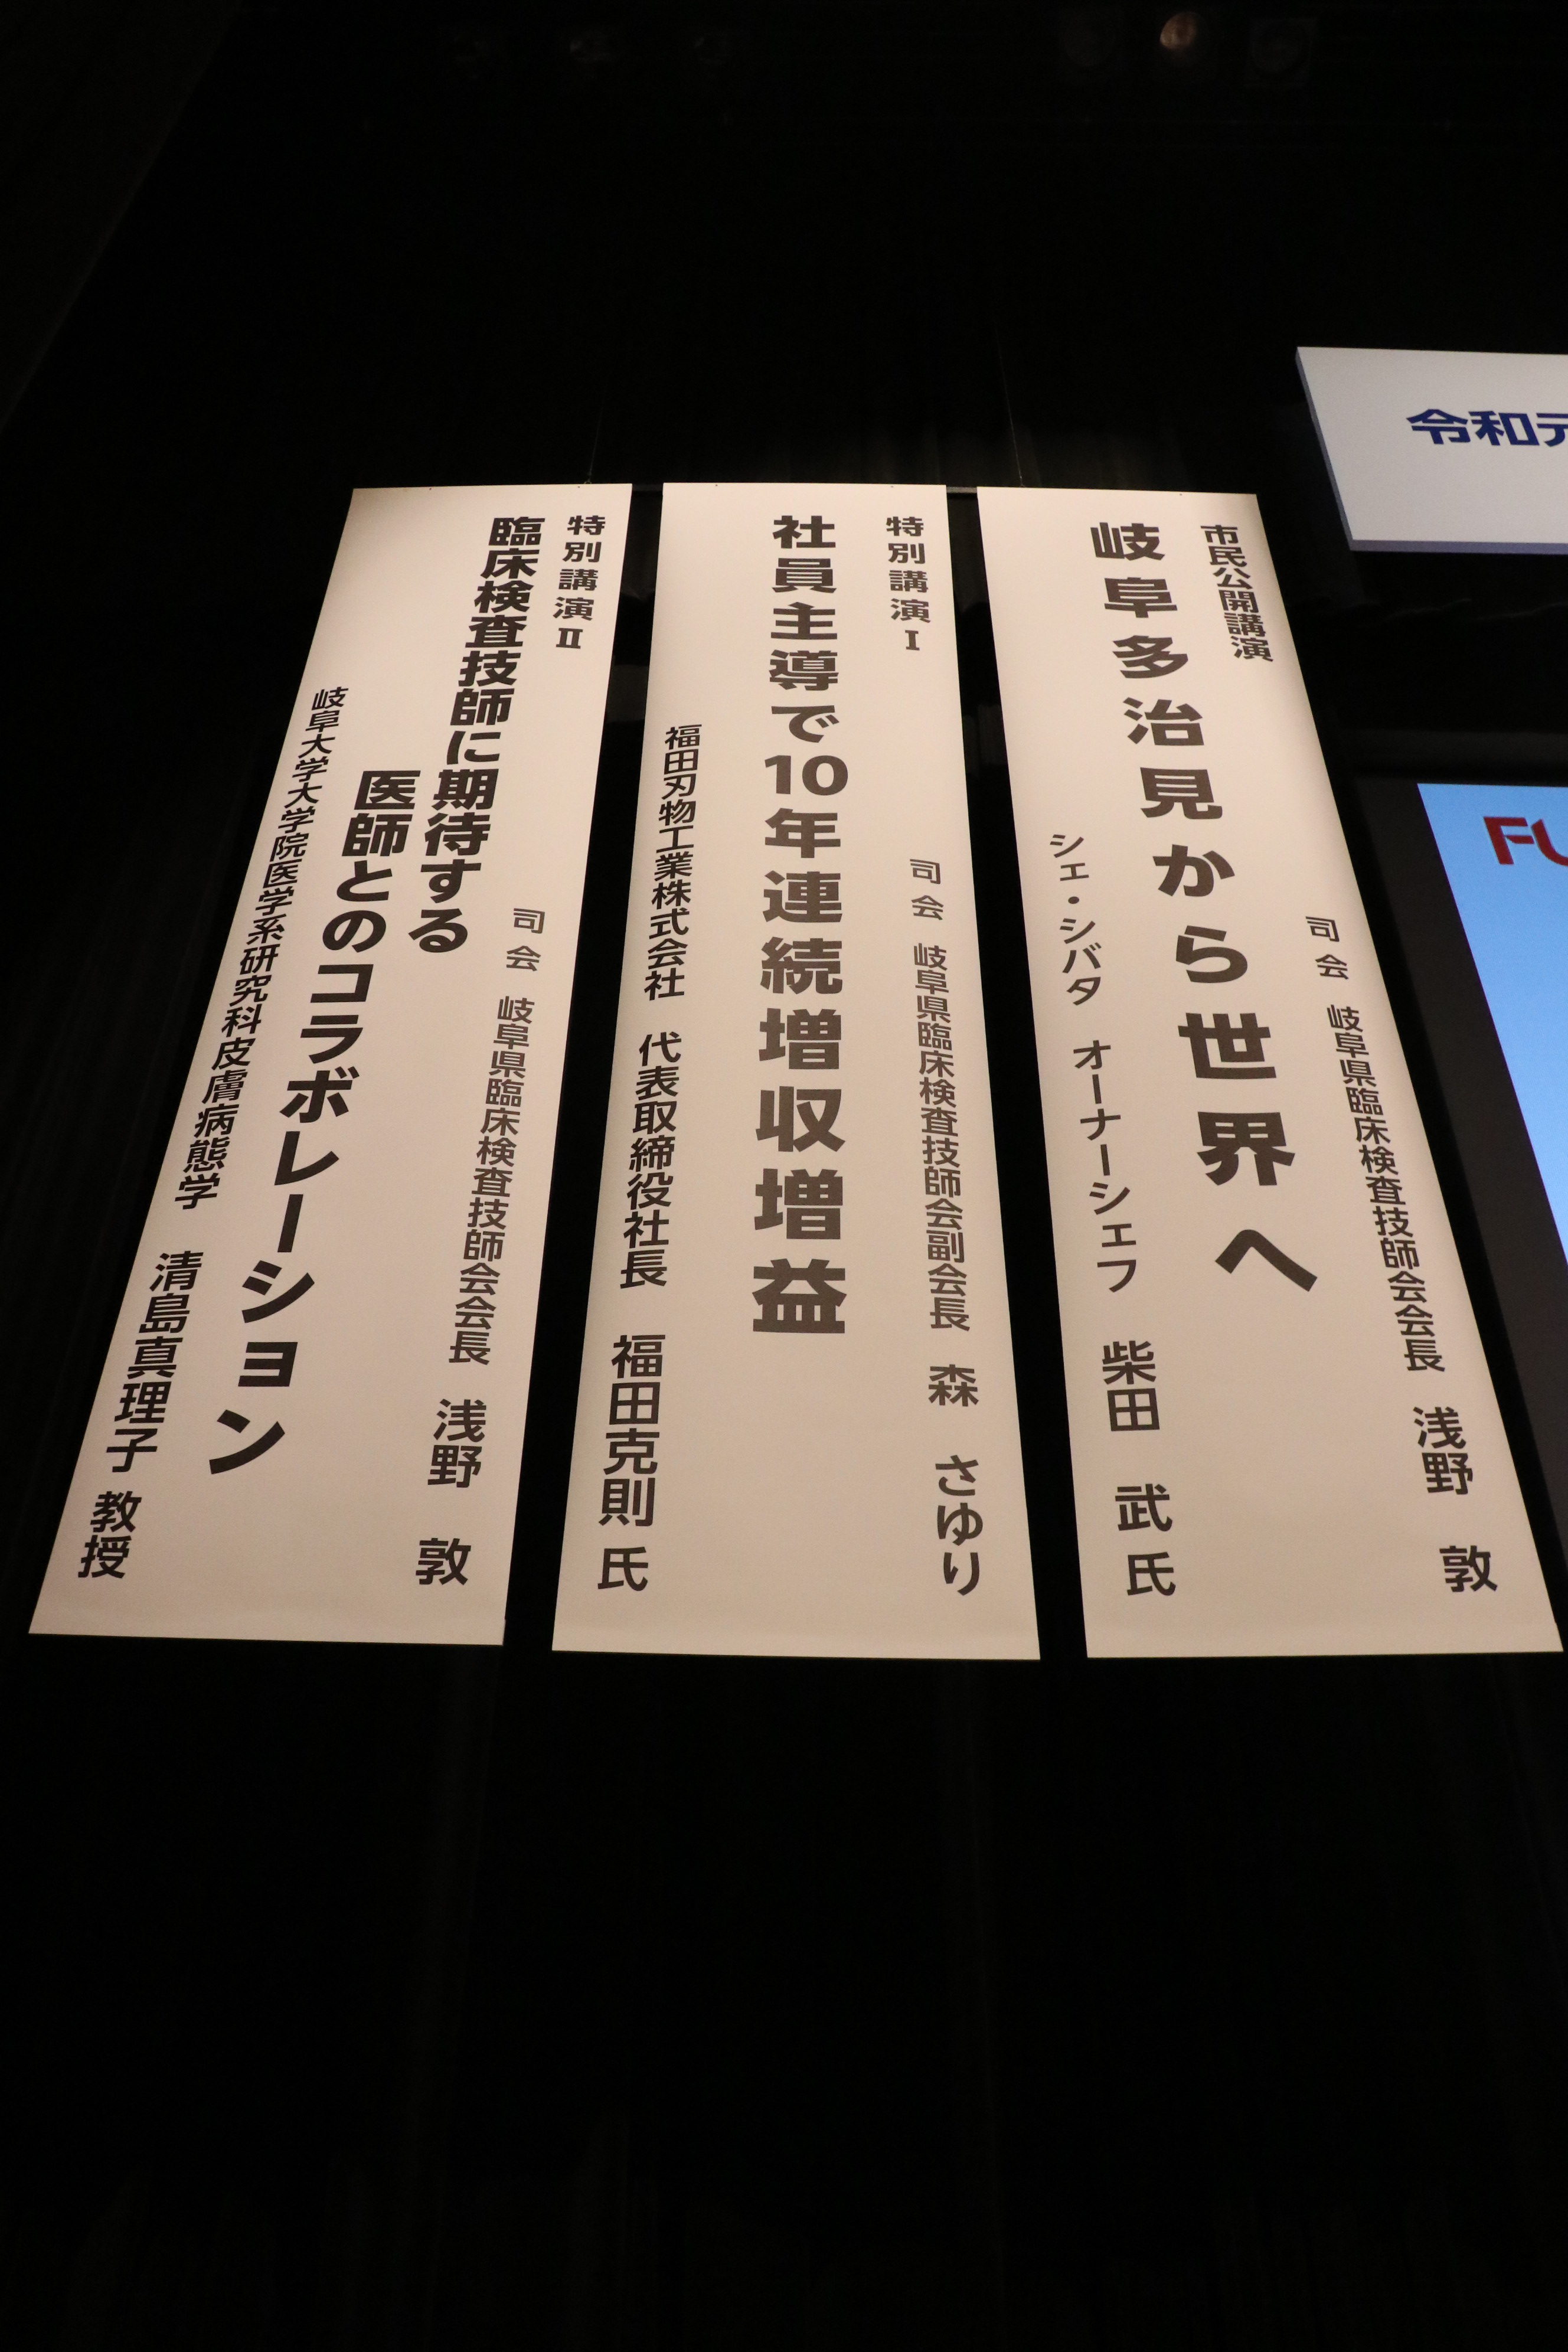 令和元
FU
市民公開講演
岐阜多治見から世界へ
司会 岐阜県臨床検査技師会会長 浅野 敦
シェ・シバタ オーナーシェフ 柴田 武 氏
特別講演Ⅰ
社員主導で10年連続増収増益
司会 岐阜県臨床検査技師会副会長 森 さゆり
福田刃物工業株式会社 代表取締役社長 福田克則 氏
特別講演Ⅱ
臨床検査技師に期待する
医師とのコラボレーション
司会 岐阜県臨床検査技師会会長 浅野 敦
岐阜大学大学院医学系研究科皮膚病態学 清島真理子 教授